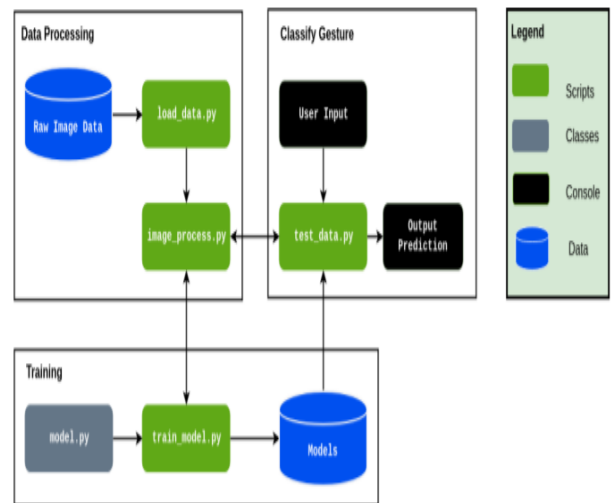 Data Processing
Raw Image Data
load_data.py
image_process.py
Classify Gesture
User Input
test_data.py
Output
Prediction
Legend
Scripts
Classes
Console
Data
Training
model.py
train_model.py
Models